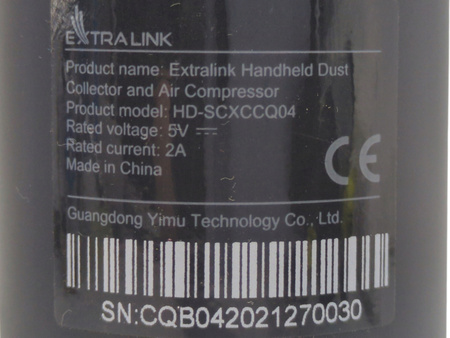 EXTRALINK
Product name: Extralink Handheld Dust
Collector and Air Compressor
Product model: HD-SCXCCQ04
Rated voltage: 5V ⎓
Rated current: 2A
Made in China
CE
Guangdong Yimu Technology Co., Ltd.
SN:CQB042021270030